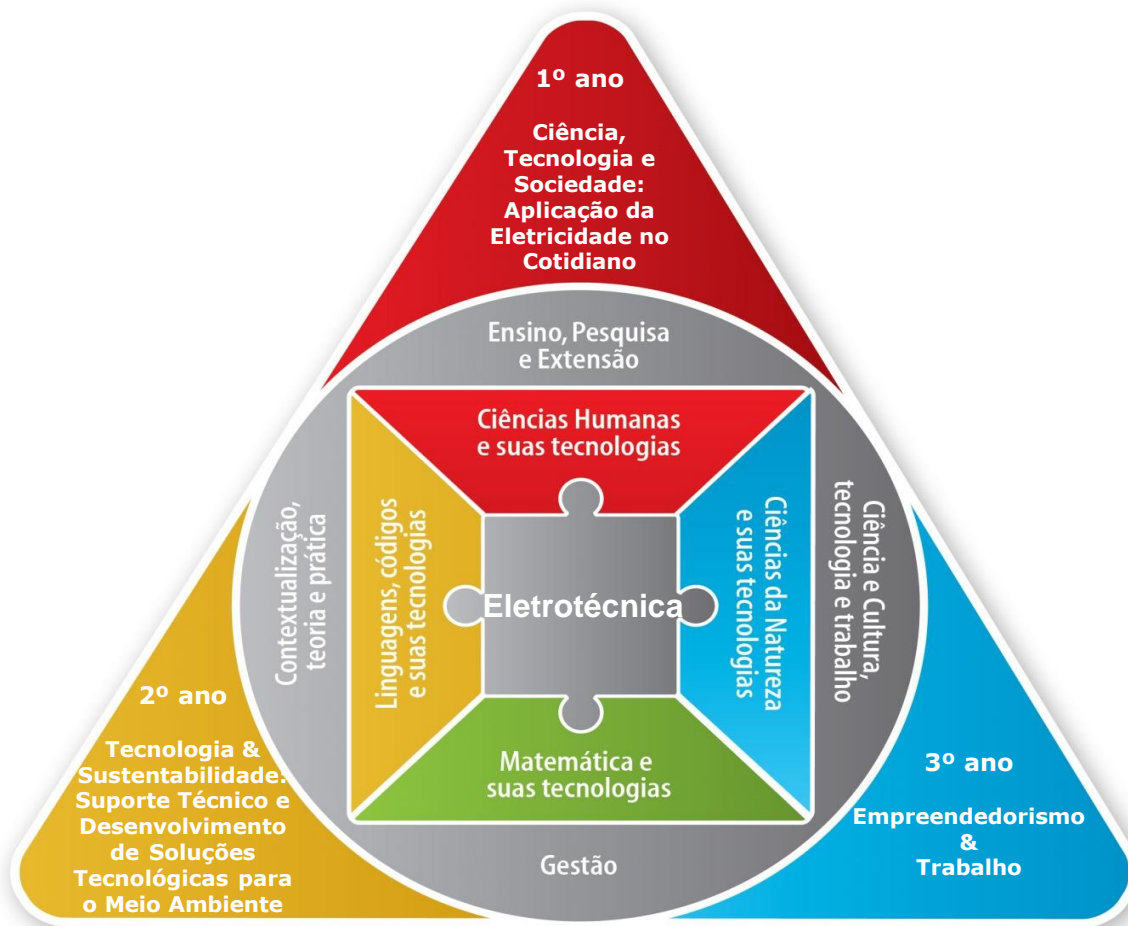 1º ano
Ciência,
Tecnologia e
Sociedade:
Aplicação da
Eletricidade no
Cotidiano
Ensino, Pesquisa
e Extensão
Ciências Humanas
e suas tecnologias
Contextualização,
teoria e prática
Linguagens, códigos
e suas tecnologias
Eletrotécnica
Ciências da Natureza
e suas tecnologias
Ciência e Cultura,
tecnologia e trabalho
Matemática e
suas tecnologias
Gestão
2º ano
Tecnologia &
Sustentabilidade:
Suporte Técnico e
Desenvolvimento
de Soluções
Tecnológicas para
o Meio Ambiente
3º ano
Empreendedorismo
&
Trabalho